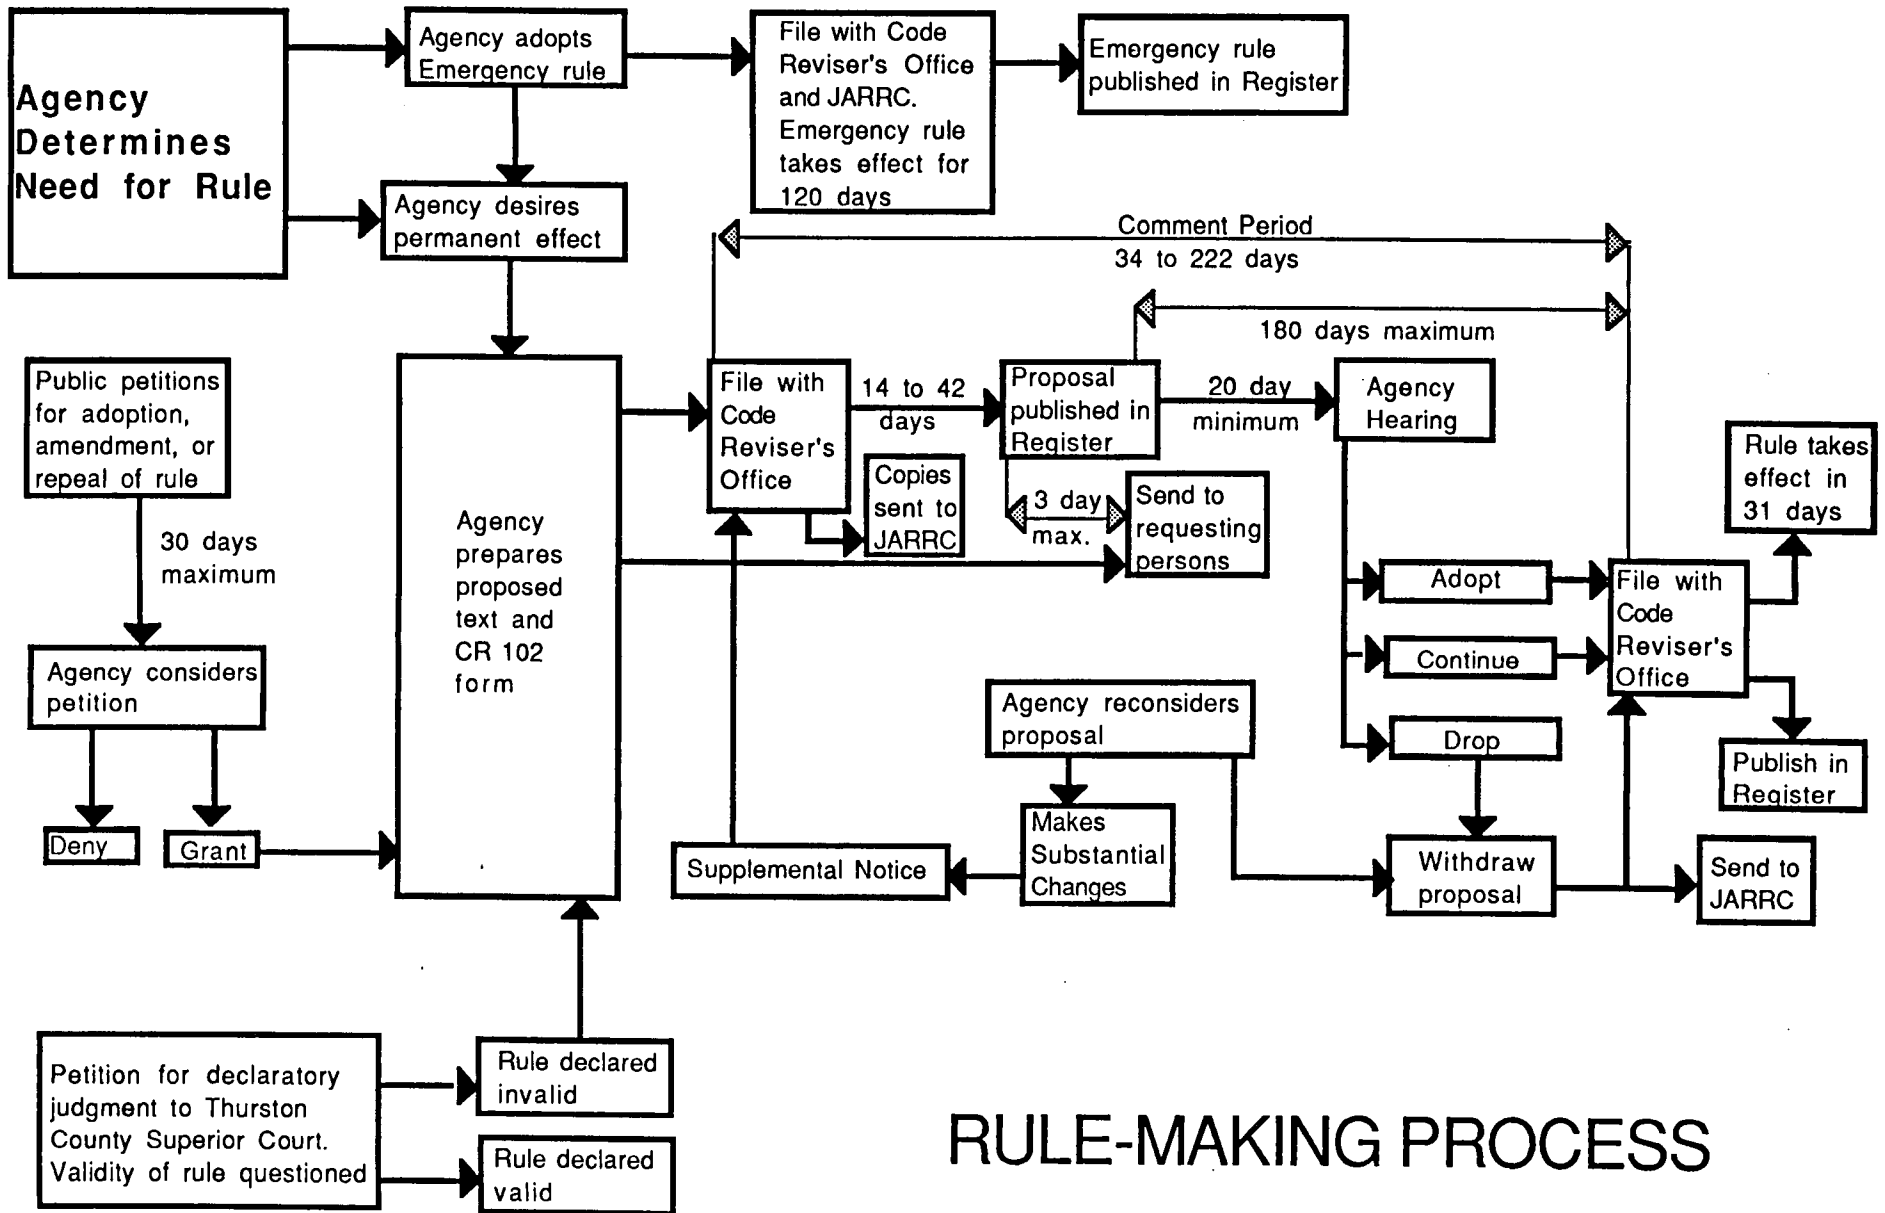 Agency
Determines
Need for Rule
Agency adopts
Emergency rule
File with Code
Reviser's Office
and JARRC.
Emergency rule
takes effect for
120 days
Emergency rule
published in Register
Agency desires
permanent effect
Comment Period
34 to 222 days
180 days maximum
Public petitions
for adoption,
amendment, or
repeal of rule
30 days
maximum
Agency considers
petition
Deny
Grant
Agency
prepares
proposed
text and
CR 102
form
File with
Code
Reviser's
Office
14 to 42
days
Copies
sent to
JARRC
Proposal
published in
Register
3 day
max.
Send to
requesting
persons
20 day
minimum
Agency
Hearing
Adopt
Continue
Drop
File with
Code
Reviser's
Office
Rule takes
effect in
31 days
Publish in
Register
Agency reconsiders
proposal
Makes
Substantial
Changes
Supplemental Notice
Withdraw
proposal
Send to
JARRC
Petition for declaratory
judgment to Thurston
County Superior Court.
Validity of rule questioned
Rule declared
invalid
Rule declared
valid
RULE-MAKING PROCESS